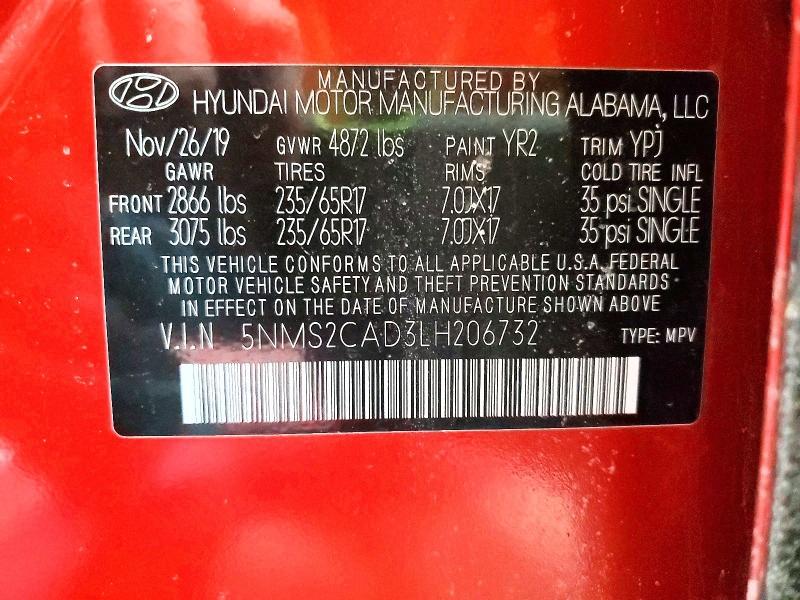 MANUFACTURED BY
HYUNDAI MOTOR MANUFACTURING ALABAMA, LLC
Nov/26/19 GVWR 4872 lbs PAINT YR2 TRIM YPJ
GAWR TIRES RIMS COLD TIRE INFL
FRONT 2866 lbs 235/65R17 7.0JX17 35 psi SINGLE
REAR 3075 lbs 235/65R17 7.0JX17 35 psi SINGLE
THIS VEHICLE CONFORMS TO ALL APPLICABLE U.S.A. FEDERAL
MOTOR VEHICLE SAFETY AND THEFT PREVENTION STANDARDS
IN EFFECT ON THE DATE OF MANUFACTURE SHOWN ABOVE
V.I.N 5NMS2CAD3LH206732 TYPE: MPV